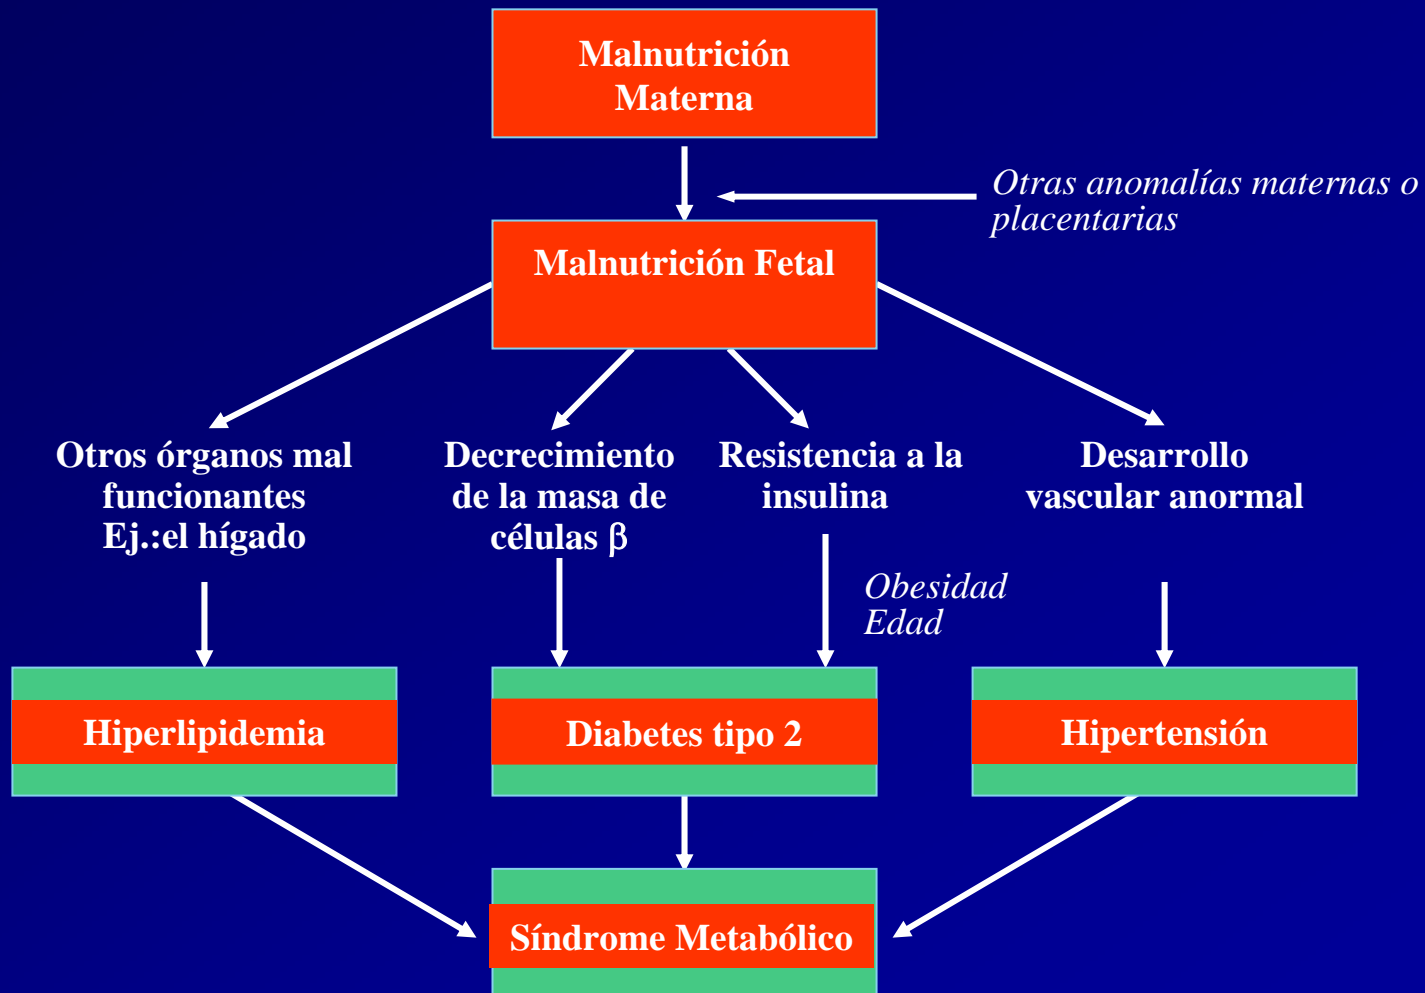 Malnutrición
Materna
Otras anomalías maternas o
placentarias
Malnutrición Fetal
Otros órganos mal
funcionantes
Ej.:el hígado
Decrecimiento
de la masa de
células β
Resistencia a la
insulina
Desarrollo
vascular anormal
Obesidad
Edad
Hiperlipidemia
Diabetes tipo 2
Hipertensión
Síndrome Metabólico